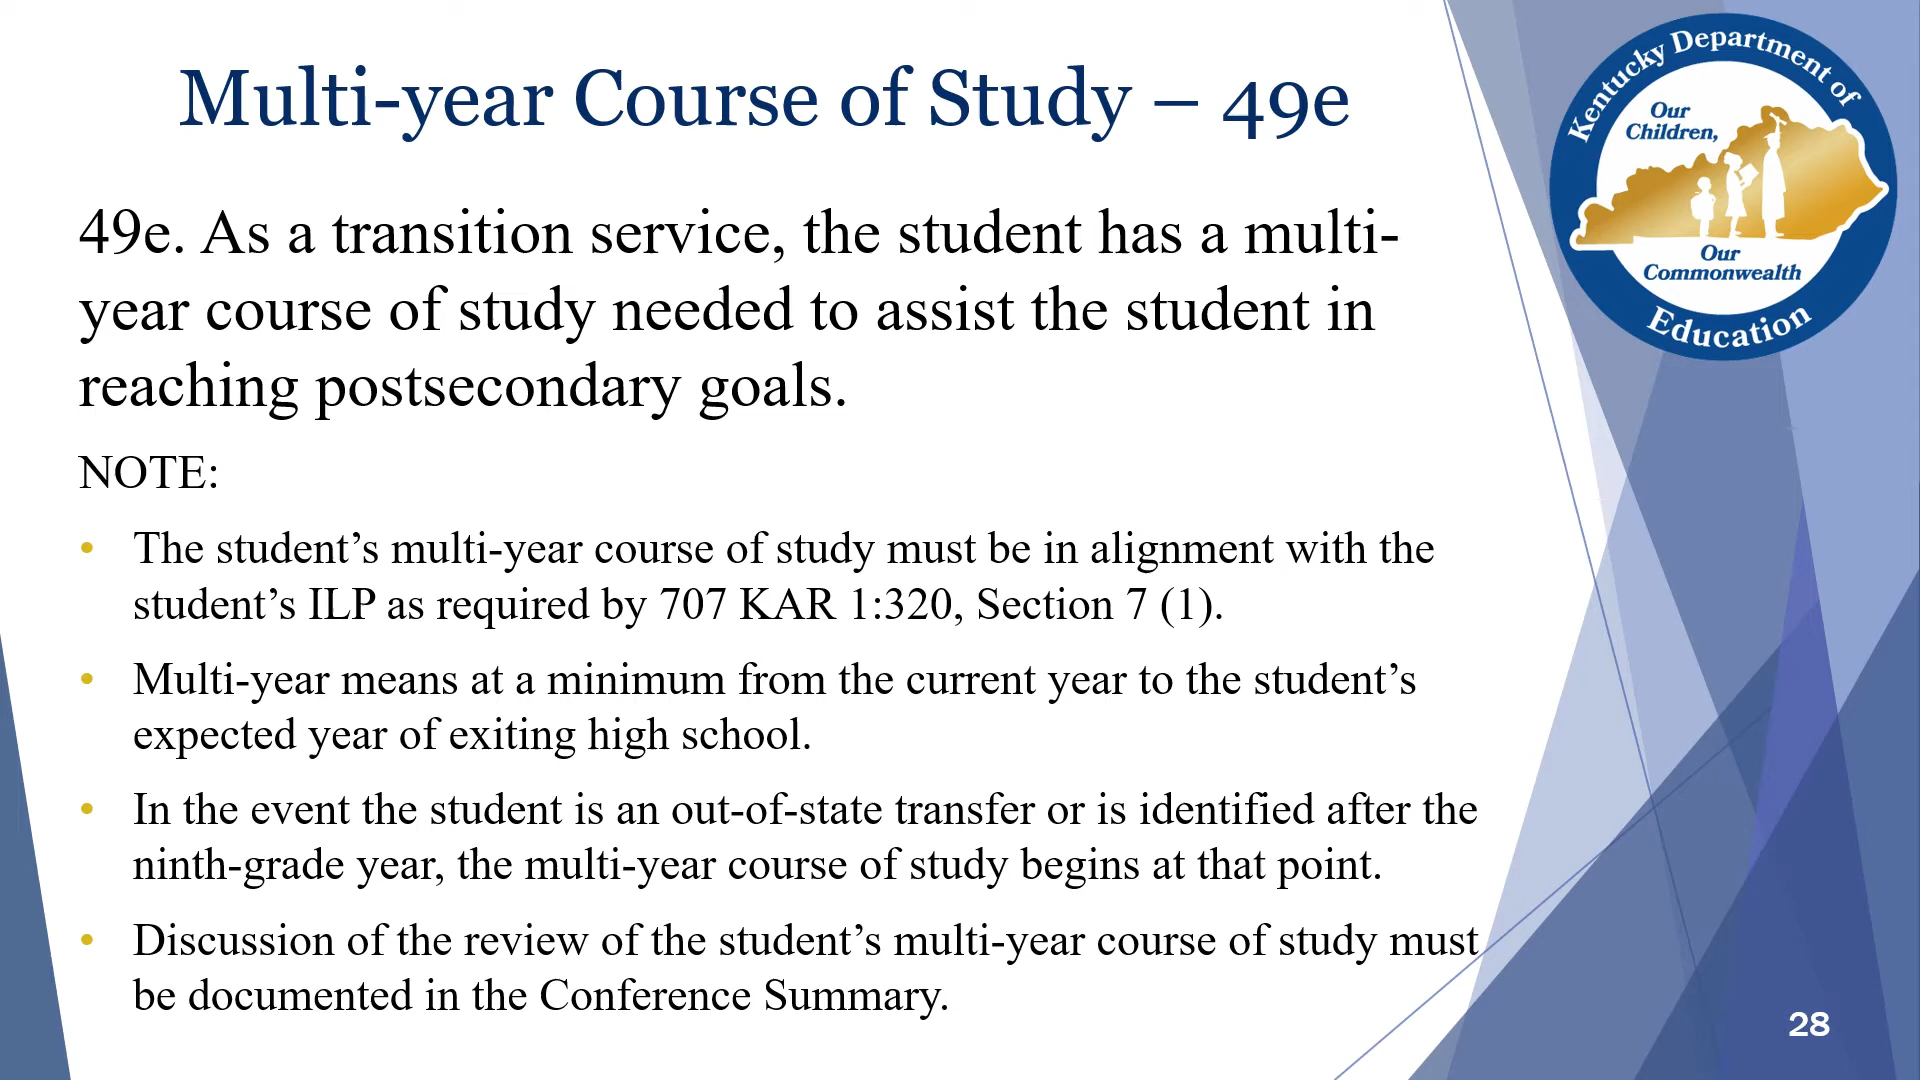 Multi-year Course of Study – 49e
Kentucky Department of
Our
Children,
Our
Commonwealth
Education
49e. As a transition service, the student has a multi-
year course of study needed to assist the student in
reaching postsecondary goals.
NOTE:
• The student’s multi-year course of study must be in alignment with the
student’s ILP as required by 707 KAR 1:320, Section 7 (1).
• Multi-year means at a minimum from the current year to the student’s
expected year of exiting high school.
• In the event the student is an out-of-state transfer or is identified after the
ninth-grade year, the multi-year course of study begins at that point.
• Discussion of the review of the student’s multi-year course of study must
be documented in the Conference Summary.
28